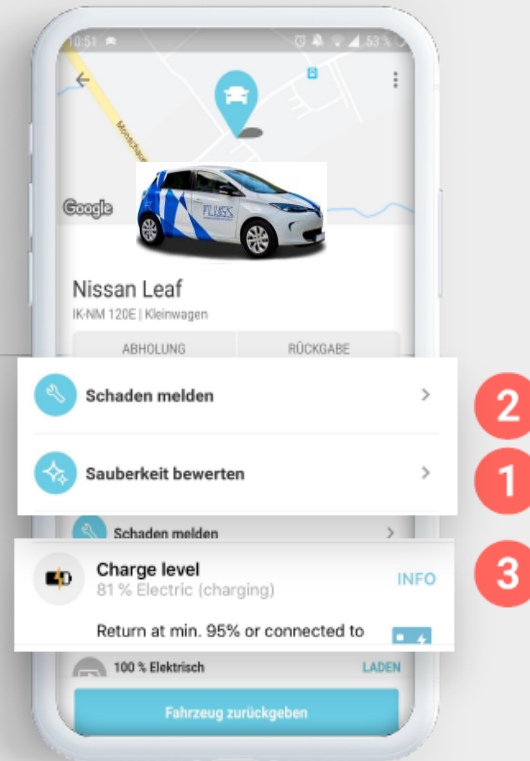 10:51
53 %
Google
FLUGS
Nissan Leaf
IK-NM 120E | Kleinwagen
ABHOLUNG
RÜCKGABE
Schaden melden
2
Sauberkeit bewerten
1
Schaden melden
Charge level
INFO
3
81 % Electric (charging)
Return at min. 95% or connected to
100 % Elektrisch
LADEN
Fahrzeug zurückgeben